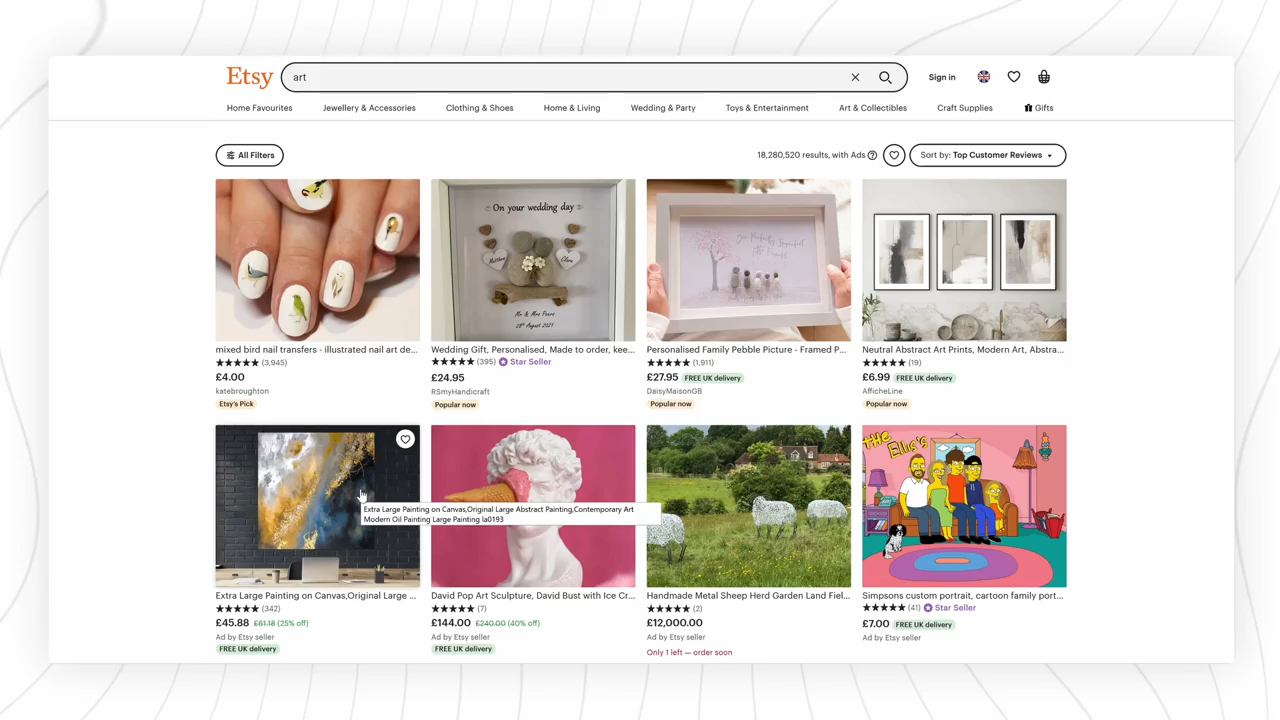 Etsy
art
Sign in
Home Favourites
Jewellery & Accessories
Clothing & Shoes
Home & Living
Wedding & Party
Toys & Entertainment
Art & Collectibles
Craft Supplies
Gifts
All Filters
18,280,520 results, with Ads
Sort by: Top Customer Reviews
On your wedding day
Matthew
Claire
Mr & Mrs Peers
28th August 2021
mixed bird nail transfers - illustrated nail art de...
(3,945)
£4.00
katebroughton
Etsy's Pick
Wedding Gift, Personalised, Made to order, kee...
(395) Star Seller
£24.95
RSmyHandicraft
Popular now
Personalised Family Pebble Picture - Framed P...
(1,911)
£27.95 FREE UK delivery
DaisyMaisonGB
Popular now
Neutral Abstract Art Prints, Modern Art, Abstra...
(19)
£6.99 FREE UK delivery
AfficheLine
Popular now
THE Ellis's
Extra Large Painting on Canvas,Original Large Abstract Painting,Contemporary Art
Modern Oil Painting Large Painting la0193
Extra Large Painting on Canvas,Original Large ...
(342)
£45.88 £61.18 (25% off)
Ad by Etsy seller
FREE UK delivery
David Pop Art Sculpture, David Bust with Ice Cr...
(7)
£144.00 £240.00 (40% off)
Ad by Etsy seller
FREE UK delivery
Handmade Metal Sheep Herd Garden Land Fiel...
(2)
£12,000.00
Ad by Etsy seller
Only 1 left — order soon
Simpsons custom portrait, cartoon family port...
(41) Star Seller
£7.00 FREE UK delivery
Ad by Etsy seller